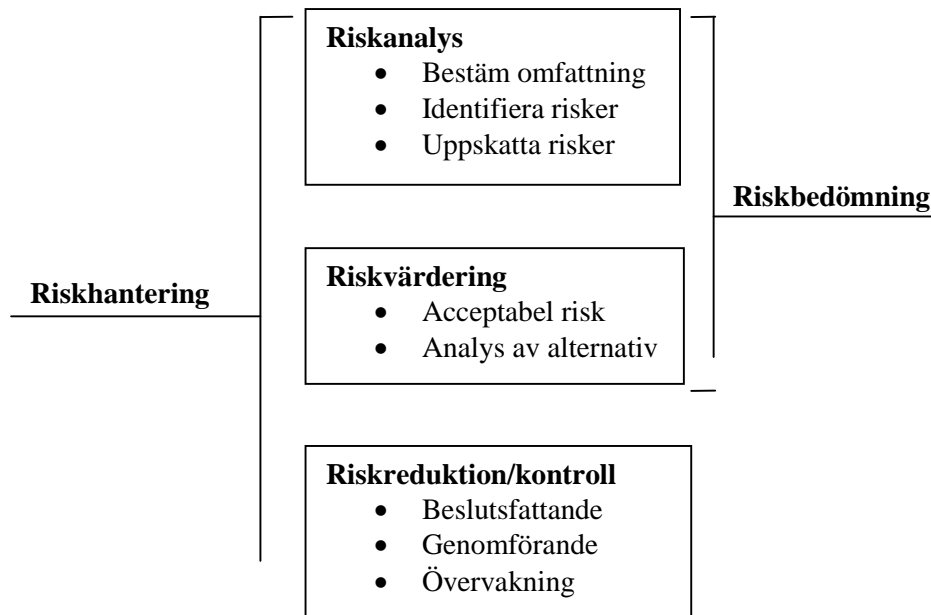 Riskanalys
• Bestäm omfattning
• Identifiera risker
• Uppskatta risker
Riskbedömning
Riskvärdering
• Acceptabel risk
• Analys av alternativ
Riskhantering
Riskreduktion/kontroll
• Beslutsfattande
• Genomförande
• Övervakning